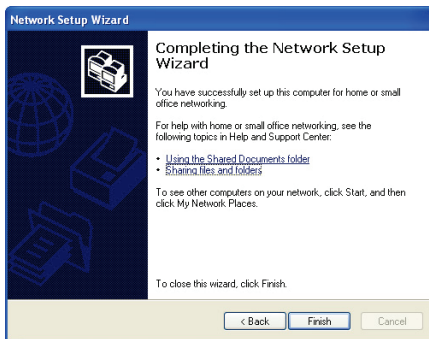 Network Setup Wizard
Completing the Network Setup
Wizard
You have successfully set up this computer for home or small
office networking.
For help with home or small office networking, see the
following topics in Help and Support Center:
• Using the Shared Documents folder
• Sharing files and folders
To see other computers on your network, click Start, and then
click My Network Places.
To close this wizard, click Finish.
< Back
Finish
Cancel